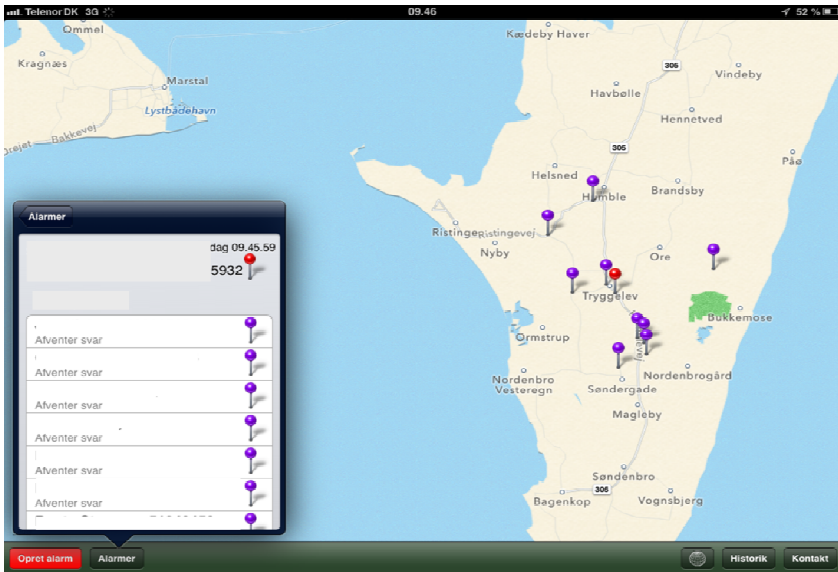 Telenor DK 3G 09.46 52 %
Ommel
Kædeby Haver
Kragnæs
306
Vindeby
Marstal
Havbølle
Lystbådehavn
Hennetved
Drejet Bakkevej
306
Påø
Helsned
Humble
Brandsby
Alarmer
Ristinge Ristingevej
dag 09.45.59
Nyby
Ore
5932
Tryggelev
Bukkemose
Ormstrup
Afventer svar
Afventer svar
Nordenbro
Vesteregn
Nordenbrogård
Søndergade
Afventer svar
Magleby
Afventer svar
Afventer svar
Søndenbro
306
Afventer svar
Bagenkop
Vognsbjerg
Opret alarm Alarmer Historik Kontakt